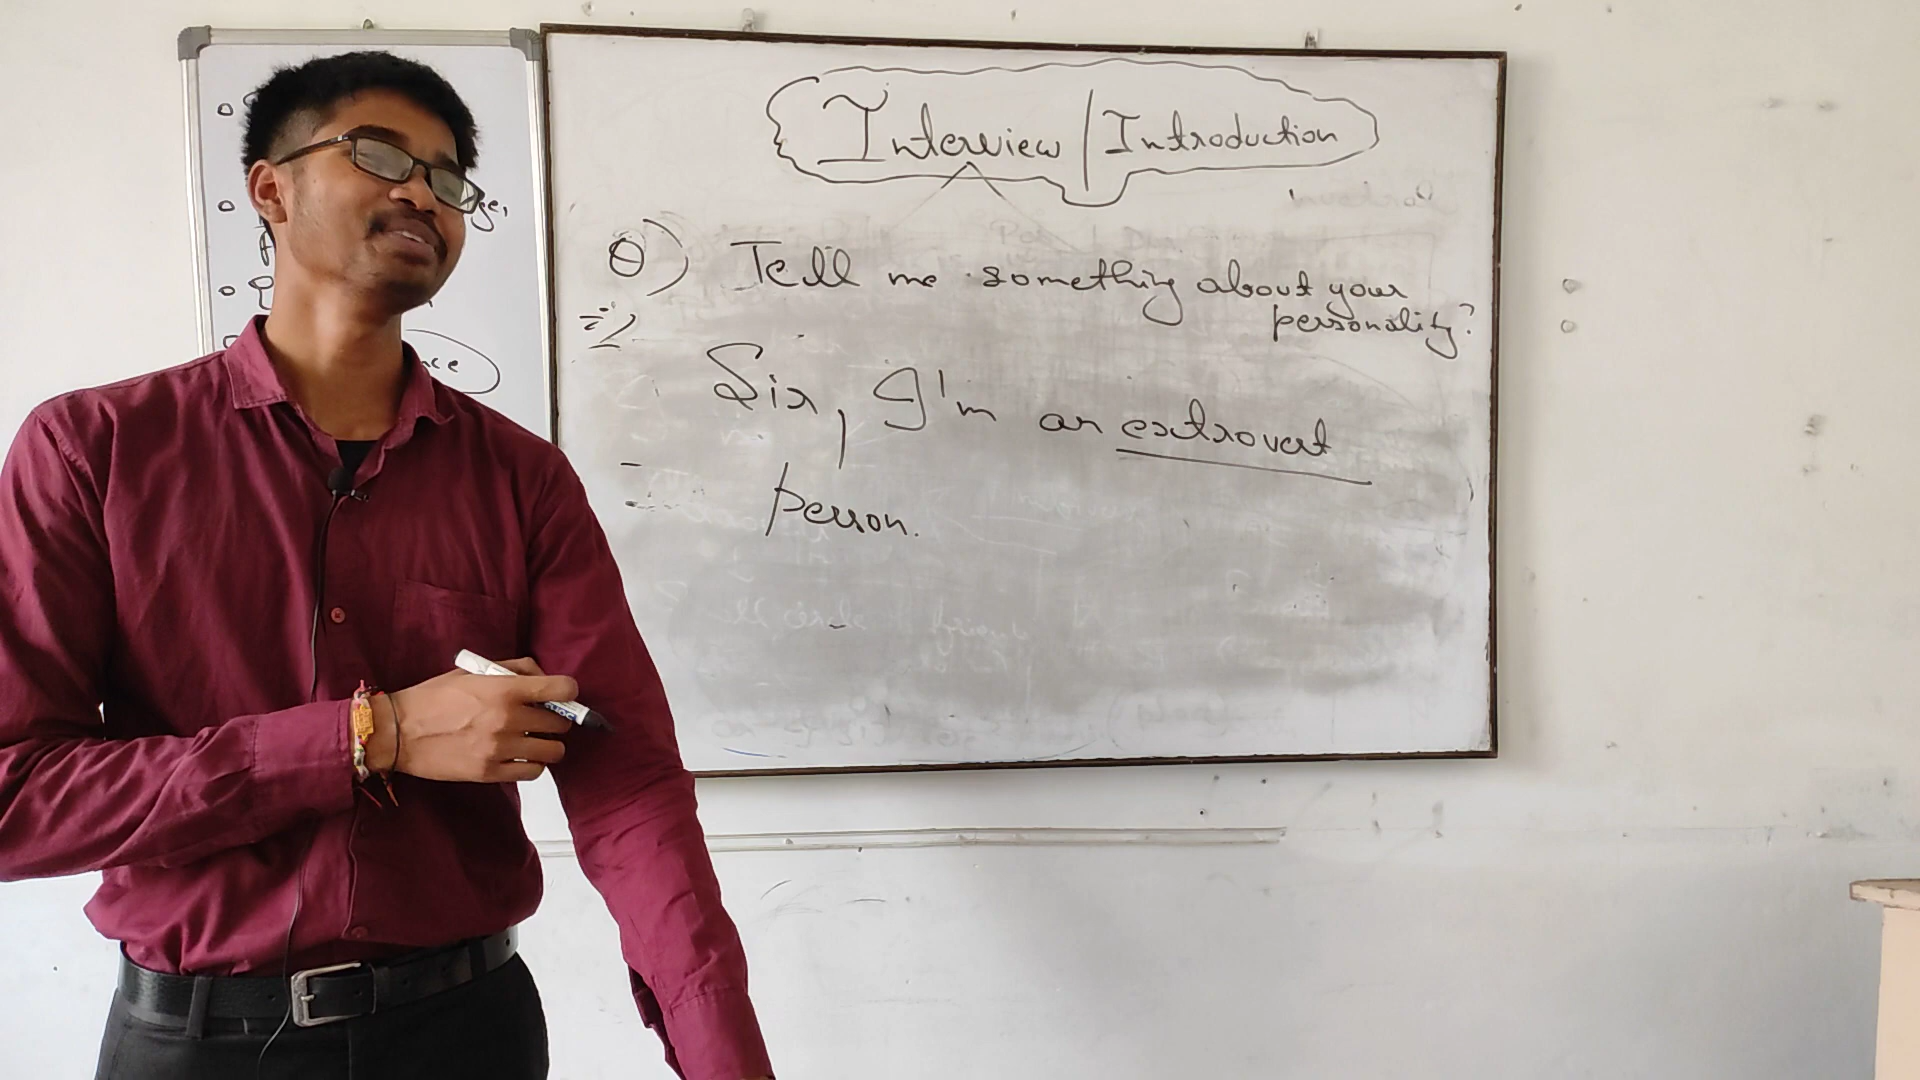 Interview | Introduction
Q) Tell me something about your
personality?
Sir, I'm an extrovert
person.